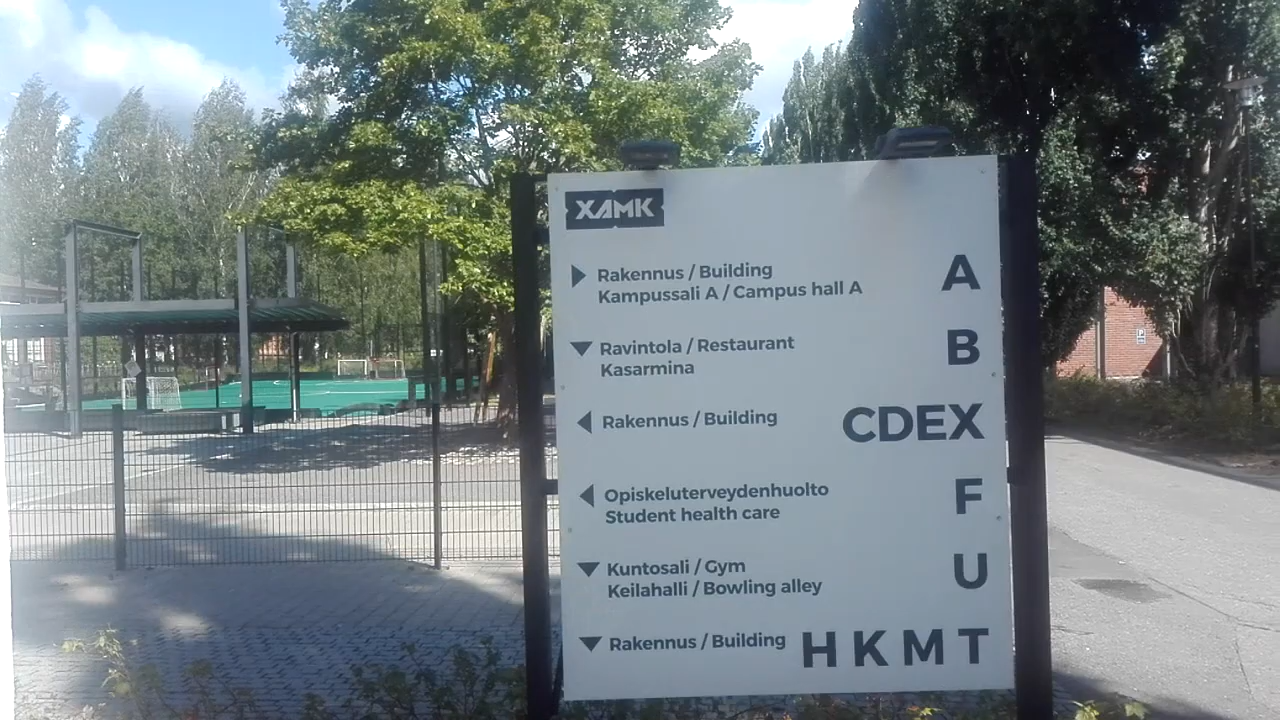 XAMK
Rakennus / Building A
Kampussali A / Campus hall A
Ravintola / Restaurant B
Kasarmina
Rakennus / Building CDEX
Opiskeluterveydenhuolto F
Student health care
Kuntosali / Gym U
Keilahalli / Bowling alley
Rakennus / Building H K M T